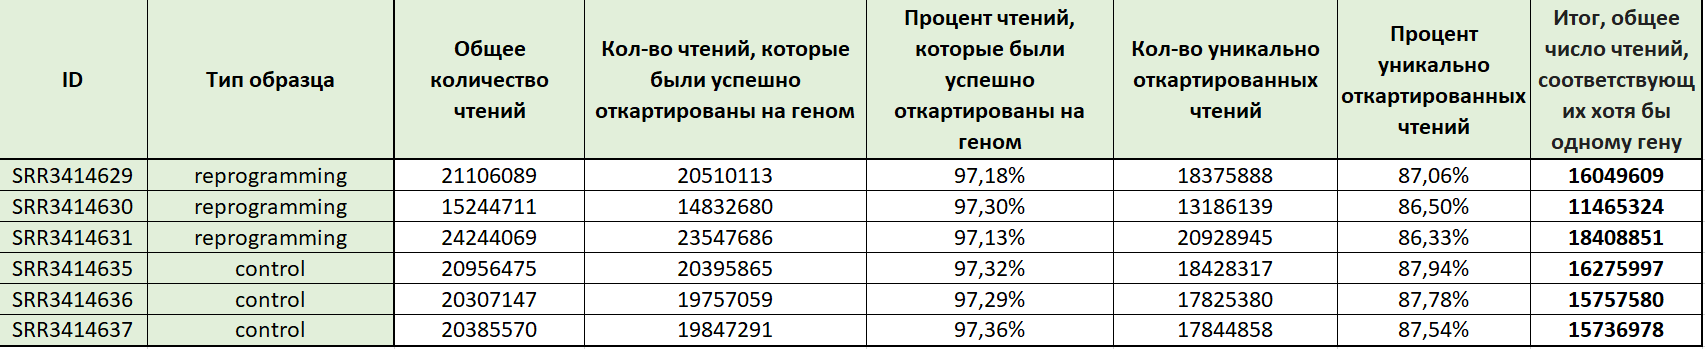 ID
Тип образца
Общее
количество
чтений
Кол-во чтений, которые
были успешно
откартированы на геном
Процент чтений,
которые были
успешно
откартированы на
геном
Кол-во уникально
откартированных
чтений
Процент
уникально
откартированных
чтений
Итог, общее
число чтений,
соответствующ
их хотя бы
одному гену
SRR3414629 reprogramming 21106089 20510113 97,18% 18375888 87,06% 16049609
SRR3414630 reprogramming 15244711 14832680 97,30% 13186139 86,50% 11465324
SRR3414631 reprogramming 24244069 23547686 97,13% 20928945 86,33% 18408851
SRR3414635 control 20956475 20395865 97,32% 18428317 87,94% 16275997
SRR3414636 control 20307147 19757059 97,29% 17825380 87,78% 15757580
SRR3414637 control 20385570 19847291 97,36% 17844858 87,54% 15736978